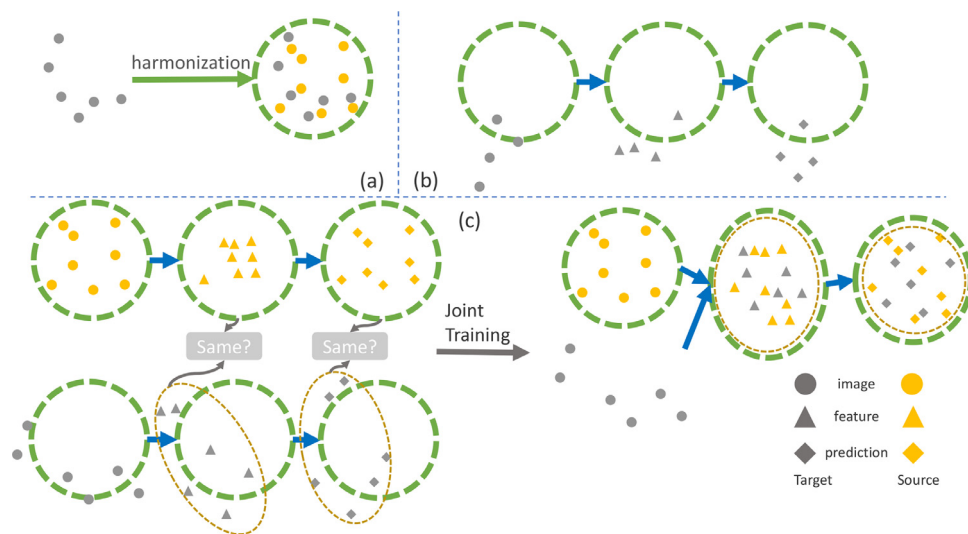 harmonization
(a)
(b)
(c)
Same?
Same?
Joint
Training
image
feature
prediction
Target
Source